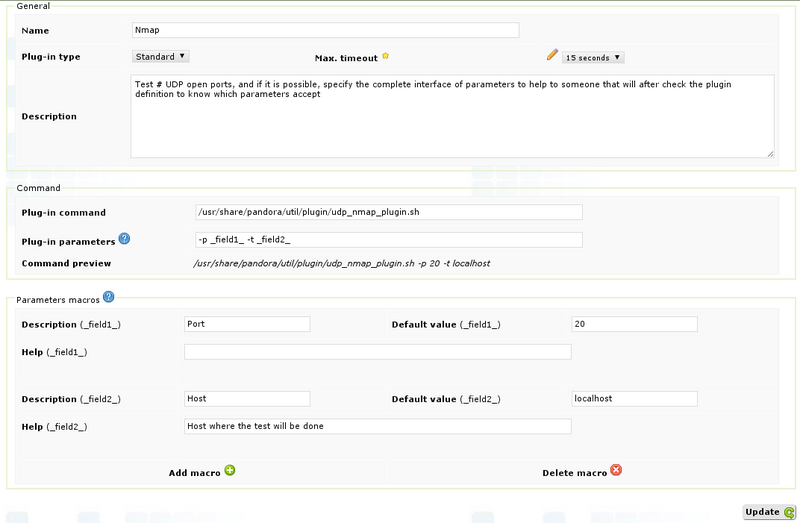 General
Name Nmap
Plug-in type Standard Max. timeout 15 seconds
Test # UDP open ports, and if it is possible, specify the complete interface of parameters to help to someone that will after check the plugin
definition to know which parameters accept
Description
Command
Plug-in command /usr/share/pandora/util/plugin/udp_nmap_plugin.sh
Plug-in parameters -p _field1_ -t _field2_
Command preview /usr/share/pandora/util/plugin/udp_nmap_plugin.sh -p 20 -t localhost
Parameters macros
Description (_field1_) Port Default value (_field1_) 20
Help (_field1_)
Description (_field2_) Host Default value (_field2_) localhost
Help (_field2_) Host where the test will be done
Add macro Delete macro
Update